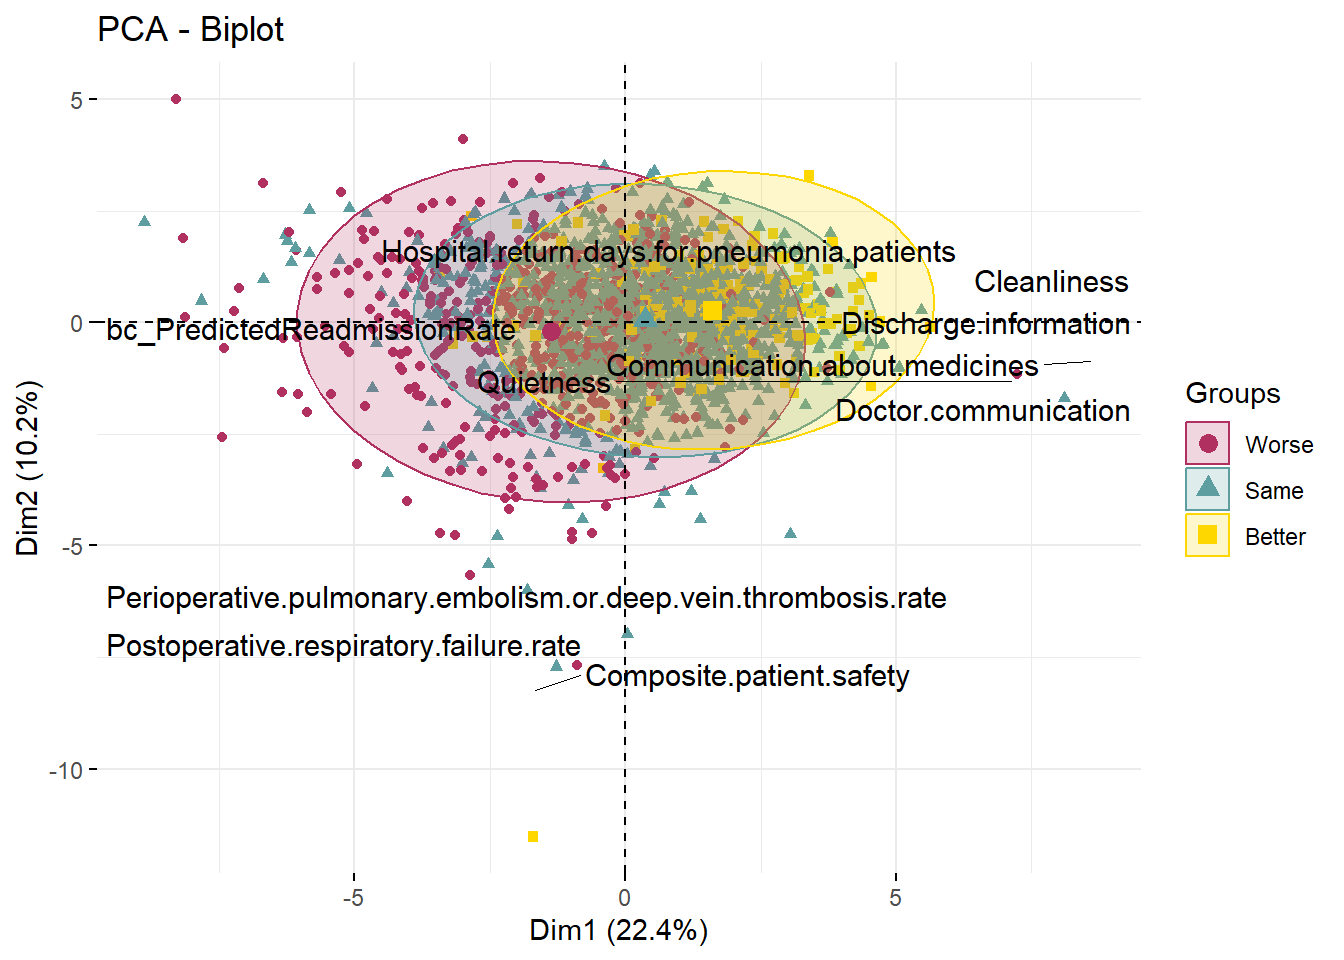 PCA - Biplot
5
0
-5
-10
Dim2 (10.2%)
Hospital.return.days.for.pneumonia.patients
Cleanliness
bc_PredictedReadmissionRate
Discharge.information
Communication.about.medicines
Quietness
Doctor.communication
Perioperative.pulmonary.embolism.or.deep.vein.thrombosis.rate
Postoperative.respiratory.failure.rate
Composite.patient.safety
-5
0
5
Dim1 (22.4%)
Groups
Worse
Same
Better